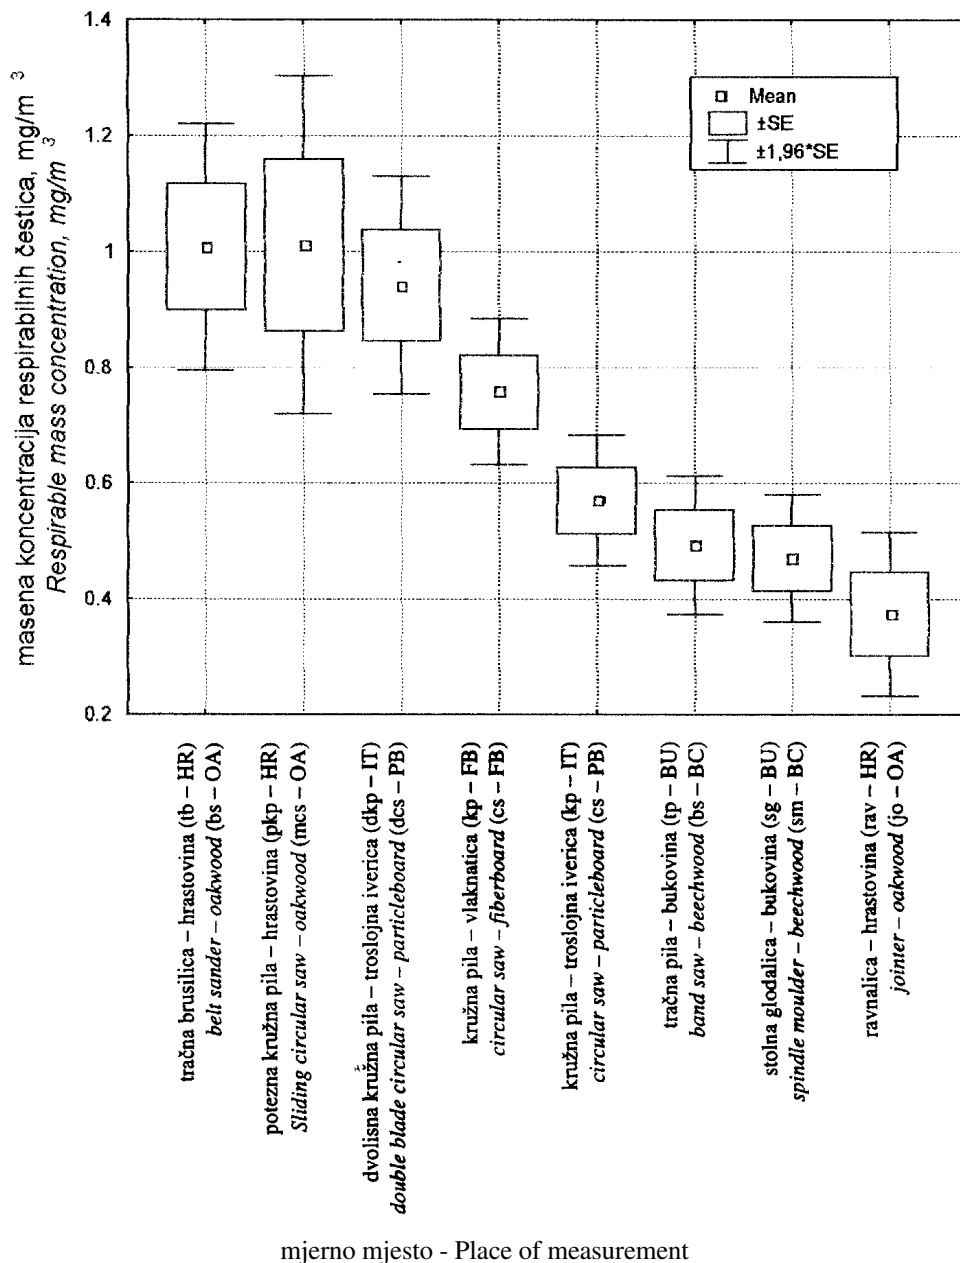 masena koncentracija respirabilnih čestica, mg/m 3
Respirable mass concentration, mg/m 3
1.4
1.2
1
0.8
0.6
0.4
0.2
Mean
±SE
±1,96*SE
tračna brusilica – hrastovina (tb – HR)
belt sander – oakwood (bs – OA)
potezna kružna pila – hrastovina (pkp – HR)
Sliding circular saw – oakwood (mcs – OA)
dvolisna kružna pila – troslojna iverica (dkp – IT)
double blade circular saw – particleboard (dcs – PB)
kružna pila – vlaknatica (kp – FB)
circular saw – fiberboard (cs – FB)
kružna pila – troslojna iverica (kp – IT)
circular saw – particleboard (cs – PB)
tračna pila – bukovina (tp – BU)
band saw – beechwood (bs – BC)
stolna glodalica – bukovina (sg – BU)
spindle moulder – beechwood (sm – BC)
ravnalica – hrastovina (rav – HR)
jointer – oakwood (jo – OA)
mjerno mjesto - Place of measurement